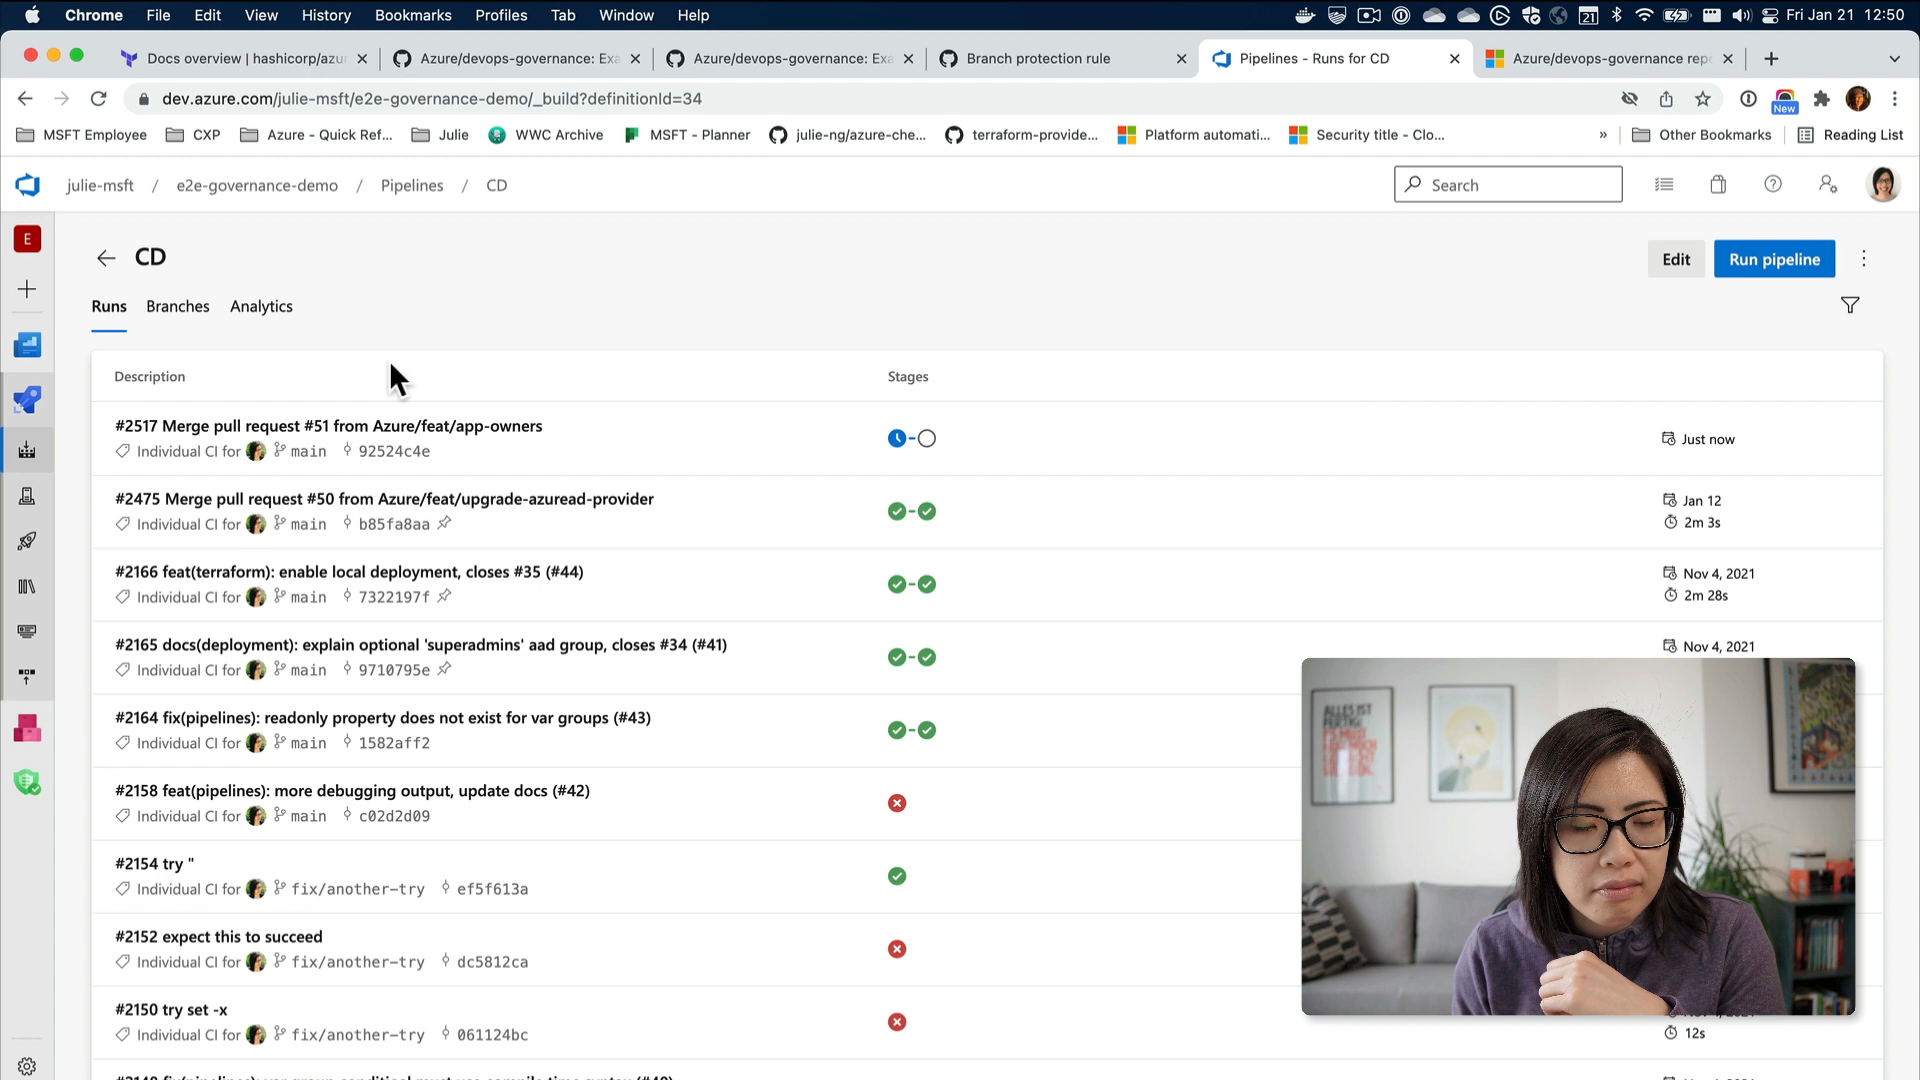 Chrome File Edit View History Bookmarks Profiles Tab Window Help 21 Fri Jan 21 12:50
Docs overview | hashicorp/azur
Azure/devops-governance: Exa
Azure/devops-governance: Exa
Branch protection rule
Pipelines - Runs for CD
Azure/devops-governance repo
dev.azure.com/julie-msft/e2e-governance-demo/_build?definitionId=34
New
MSFT Employee CXP Azure - Quick Ref... Julie WWC Archive MSFT - Planner julie-ng/azure-che... terraform-provide... Platform automati... Security title - Clo... » Other Bookmarks Reading List
julie-msft / e2e-governance-demo / Pipelines / CD
Search
E
CD
Edit
Run pipeline
Runs Branches Analytics
Description Stages
#2517 Merge pull request #51 from Azure/feat/app-owners
Individual CI for main 92524c4e
Just now
#2475 Merge pull request #50 from Azure/feat/upgrade-azuread-provider
Individual CI for main b85fa8aa
Jan 12
2m 3s
#2166 feat(terraform): enable local deployment, closes #35 (#44)
Individual CI for main 7322197f
Nov 4, 2021
2m 28s
#2165 docs(deployment): explain optional 'superadmins' aad group, closes #34 (#41)
Individual CI for main 9710795e
Nov 4, 2021
#2164 fix(pipelines): readonly property does not exist for var groups (#43)
Individual CI for main 1582aff2
#2158 feat(pipelines): more debugging output, update docs (#42)
Individual CI for main c02d2d09
#2154 try "
Individual CI for fix/another-try ef5f613a
#2152 expect this to succeed
Individual CI for fix/another-try dc5812ca
#2150 try set -x
Individual CI for fix/another-try 061124bc
12s
ALLES IST
FERTIG